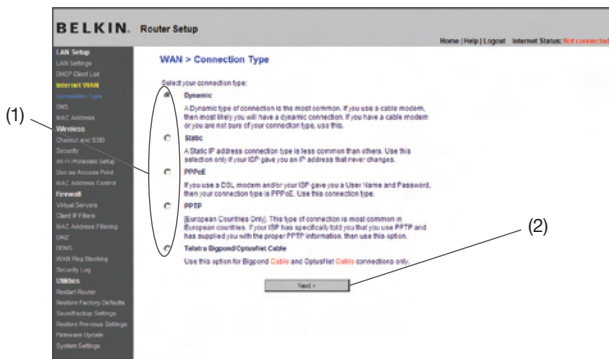 BELKIN. Router Setup
Home | Help | Logout Internet Status: Not connected
LAN Setup
LAN Settings
DHCP Client List
Internet WAN
Connection Type
DNS
MAC Address
Wireless
Channel and SSID
Security
Wi-Fi Protected Setup
Use as Access Point
MAC Address Control
Firewall
Virtual Servers
Client IP Filters
MAC Address Filtering
DMZ
DDNS
WAN Ping Blocking
Security Log
Utilities
Restart Router
Restore Factory Defaults
Save/Backup Settings
Restore Previous Settings
Firmware Update
System Settings
WAN > Connection Type
Select your connection type:
(1)
Dynamic
A Dynamic type of connection is the most common. If you use a cable modem,
then most likely you will have a dynamic connection. If you have a cable modem
or you are not sure of your connection type, use this.
Static
A Static IP address connection type is less common than others. Use this
selection only if your ISP gave you an IP address that never changes.
PPPoE
If you use a DSL modem and/or your ISP gave you a User Name and Password,
then your connection type is PPPoE. Use this connection type.
PPTP
[European Countries Only]. This type of connection is most common in
European countries. If your ISP has specifically told you that you use PPTP and
has supplied you with the proper PPTP information, then use this option.
Telstra Bigpond/OptusNet Cable
Use this option for Bigpond Cable and OptusNet Cable connections only.
(2)
Next >